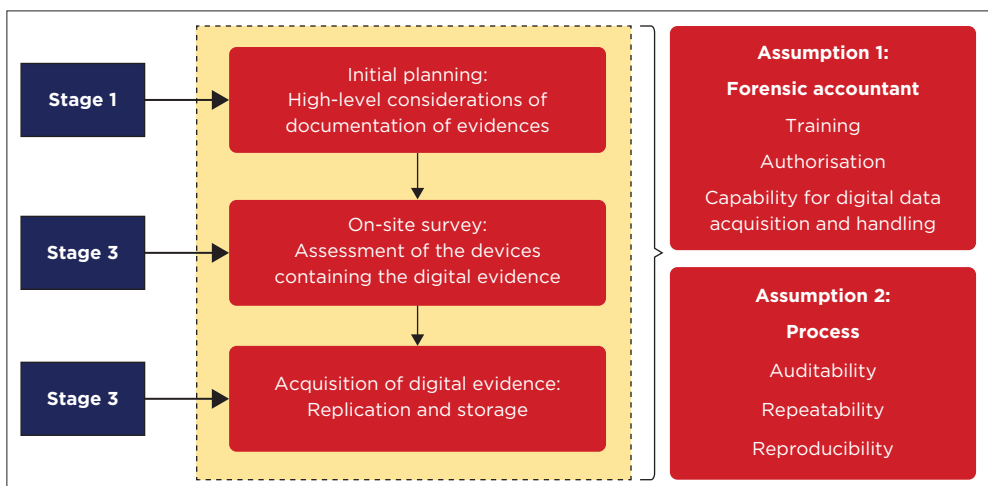 Stage 1
Initial planning:
High-level considerations of
documentation of evidences
Stage 3
On-site survey:
Assessment of the devices
containing the digital evidence
Stage 3
Acquisition of digital evidence:
Replication and storage
Assumption 1:
Forensic accountant
Training
Authorisation
Capability for digital data
acquisition and handling
Assumption 2:
Process
Auditability
Repeatability
Reproducibility